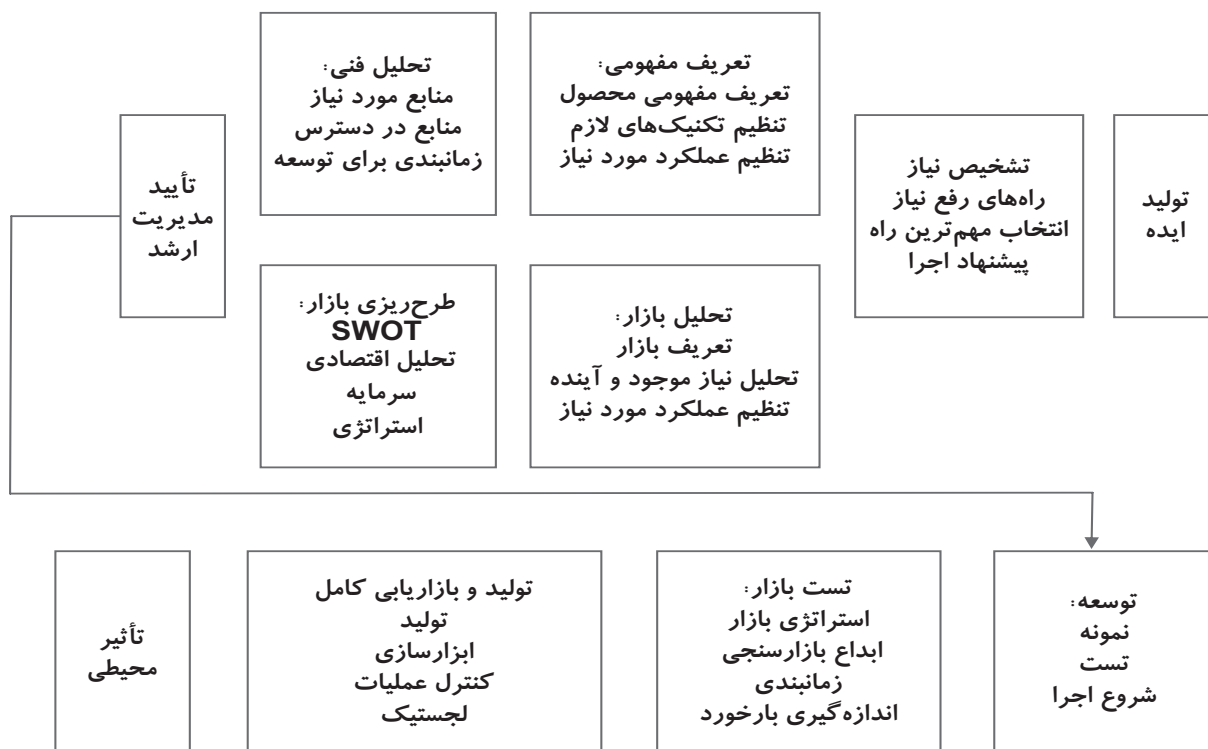 تولید
ایده
تشخیص نیاز
راه‌های رفع نیاز
انتخاب مهم‌ترین راه
پیشنهاد اجرا
تعریف مفهومی:
تعریف مفهومی محصول
تنظیم تکنیک‌های لازم
تنظیم عملکرد مورد نیاز
تحلیل بازار:
تعریف بازار
تحلیل نیاز موجود و آینده
تنظیم عملکرد مورد نیاز
تحلیل فنی:
منابع مورد نیاز
منابع در دسترس
زمانبندی برای توسعه
طرح‌ریزی بازار:
SWOT
تحلیل اقتصادی
سرمایه
استراتژی
تأیید
مدیریت
ارشد
توسعه:
نمونه
تست
شروع اجرا
تست بازار:
استراتژی بازار
ابداع بازارسنجی
زمانبندی
اندازه‌گیری بارخورد
تولید و بازاریابی کامل
تولید
ابزارسازی
کنترل عملیات
لجستیک
تأثیر
محیطی